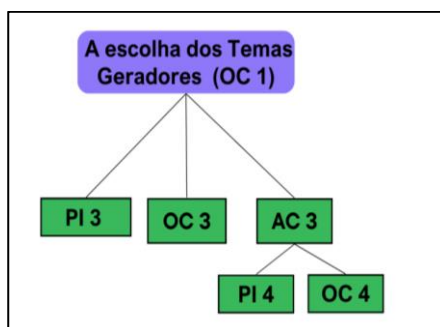 A escolha dos Temas
Geradores (OC 1)
PI 3
OC 3
AC 3
PI 4
OC 4